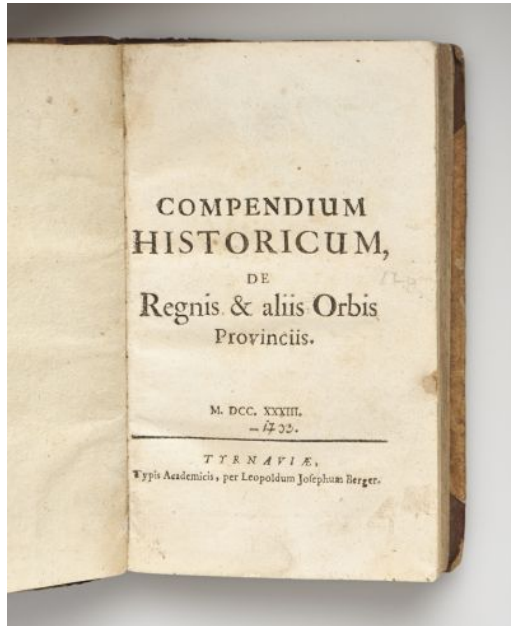 COMPENDIUM
HISTORICUM,
DE
Regnis & aliis Orbis
Provinciis.
M. DCC. XXXIII.
– 1733.
TYRNAVIÆ,
Typis Academicis, per Leopoldum Josephum Berger.